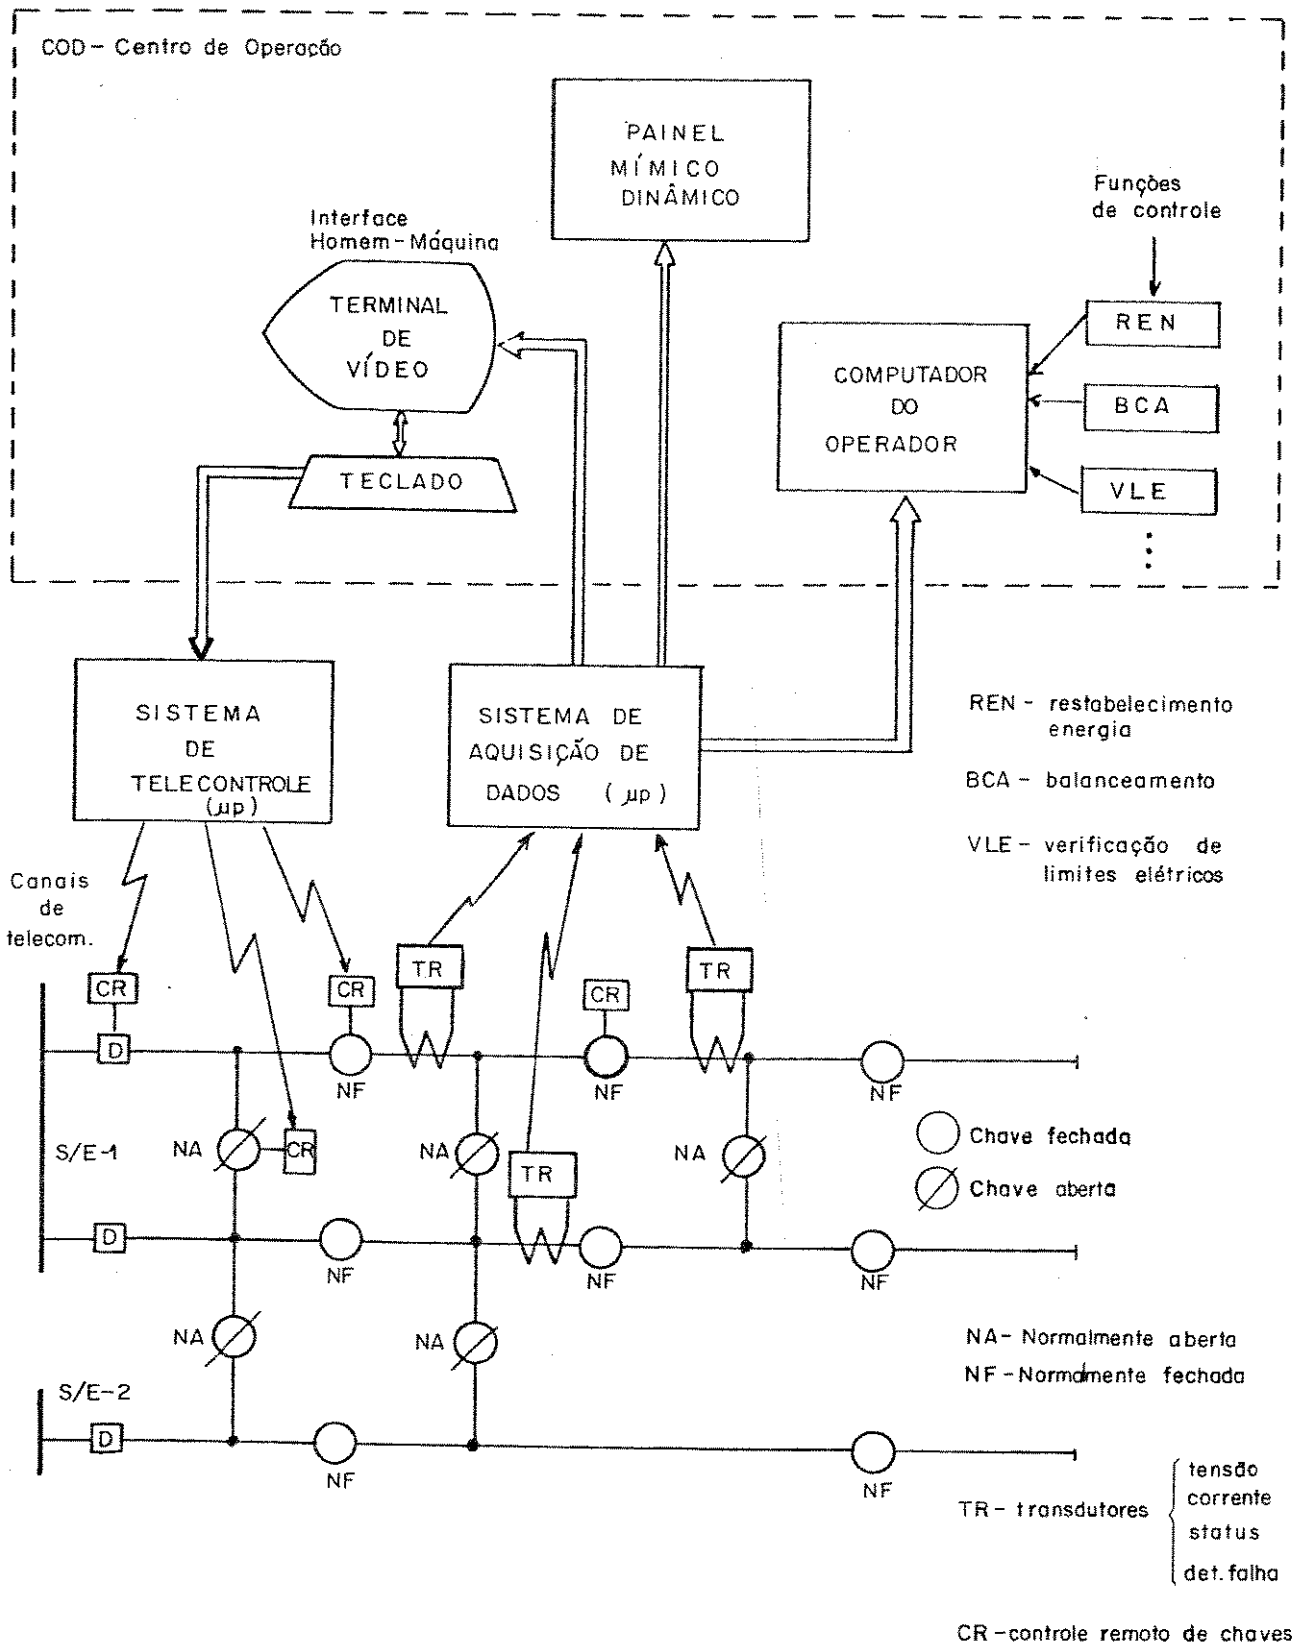 COD - Centro de Operação
PAINEL
MÍMICO
DINÂMICO
Funções
de controle
Interface
Homem-Máquina
TERMINAL
DE
VÍDEO
TECLADO
COMPUTADOR
DO
OPERADOR
REN
BCA
VLE
SISTEMA
DE
TELECONTROLE
(µp)
SISTEMA DE
AQUISIÇÃO DE
DADOS (µp)
REN - restabelecimento
energia
BCA - balanceamento
VLE - verificação de
limites elétricos
Canais
de
telecom.
CR
CR
TR
CR
TR
D
NF
NF
NF
S/E-1
NA
CR
NA
TR
NA
Chave fechada
Chave aberta
D
NF
NF
NF
NA
NA
NA - Normalmente aberta
NF - Normalmente fechada
S/E-2
D
NF
NF
TR - transdutores
tensão
corrente
status
det. falha
CR - controle remoto de chaves